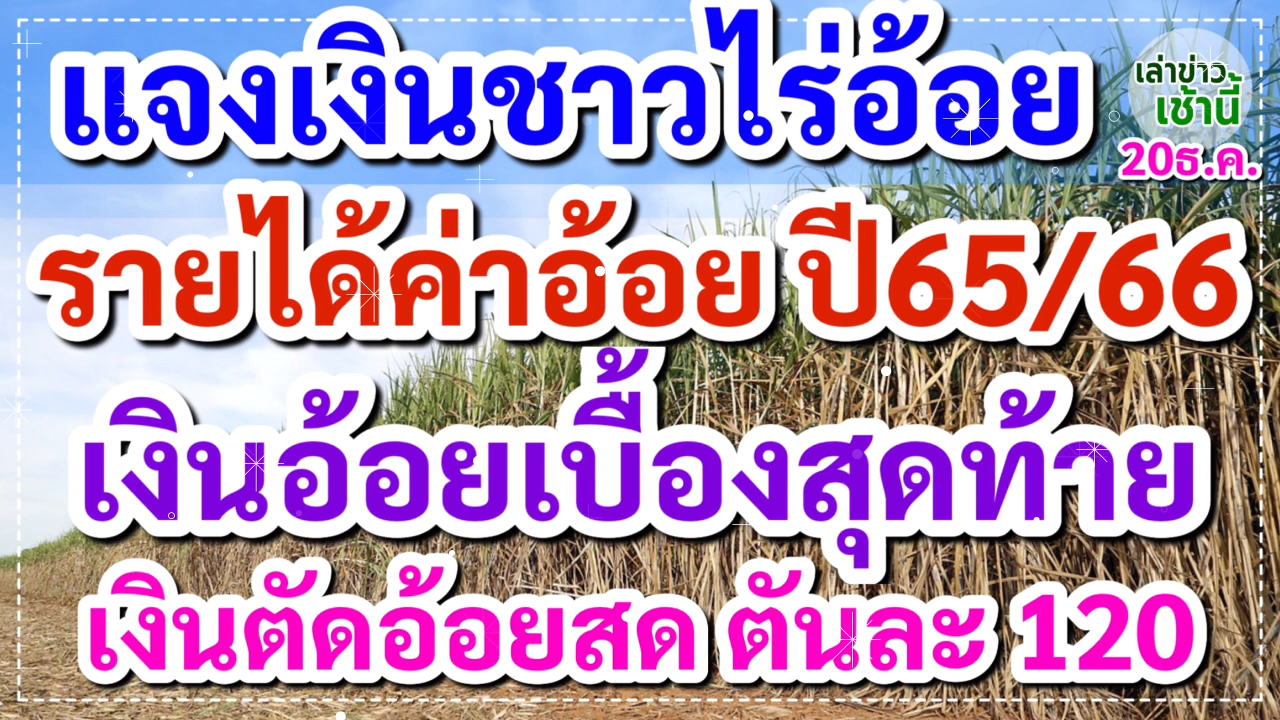 แจงเงินชาวไร่อ้อย
เล่าข่าว
เช้านี้
20ธ.ค.
รายได้ค่าอ้อย ปี65/66
เงินอ้อยเบื้องสุดท้าย
เงินตัดอ้อยสด ตันละ 120